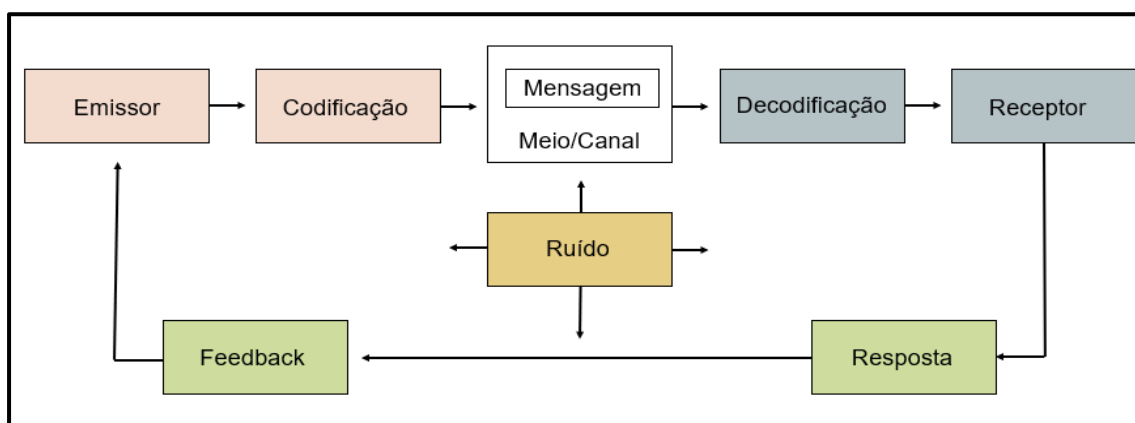 Emissor
Codificação
Mensagem
Meio/Canal
Decodificação
Receptor
Ruído
Feedback
Resposta